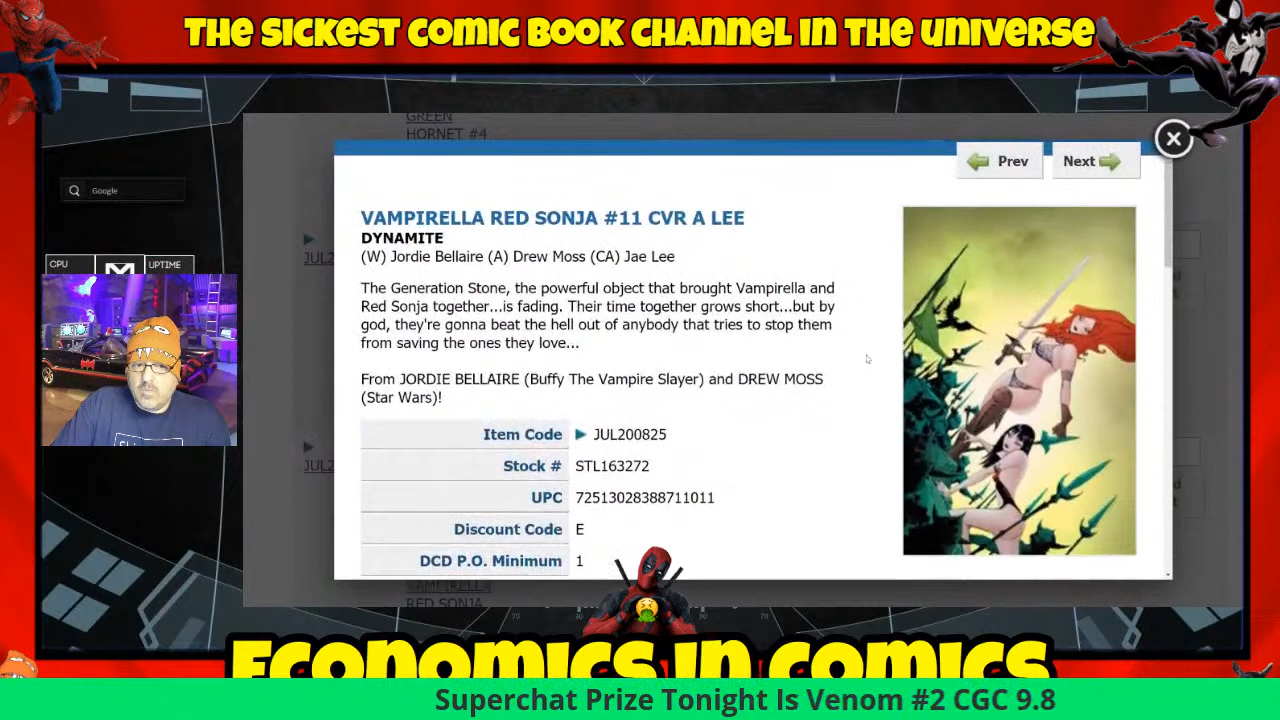 THE SICKEST COMIC BOOK CHANNEL IN THE UNIVERSE
GREEN
HORNET #4
Prev
Next
Google
VAMPIRELLA RED SONJA #11 CVR A LEE
DYNAMITE
(W) Jordie Bellaire (A) Drew Moss (CA) Jae Lee
CPU
UPTIME
JUL2
The Generation Stone, the powerful object that brought Vampirella and
Red Sonja together...is fading. Their time together grows short...but by
god, they're gonna beat the hell out of anybody that tries to stop them
from saving the ones they love...
From JORDIE BELLAIRE (Buffy The Vampire Slayer) and DREW MOSS
(Star Wars)!
Item Code JUL200825
JUL2
Stock # STL163272
UPC 72513028388711011
Discount Code E
DCD P.O. Minimum 1
VAMPIRELLA
RED SONJA
ECONOMICS IN COMICS
Superchat Prize Tonight Is Venom #2 CGC 9.8